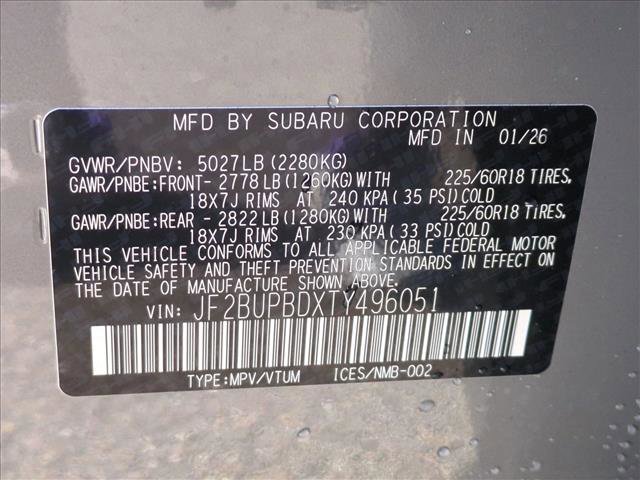 MFD BY SUBARU CORPORATION
MFD IN 01/26
GVWR/PNBV: 5027LB (2280KG)
GAWR/PNBE:FRONT- 2778 LB (1260KG) WITH 225/60R18 TIRES,
18X7J RIMS AT 240 KPA (35 PSI) COLD
GAWR/PNBE:REAR - 2822 LB (1280KG) WITH 225/60R18 TIRES,
18X7J RIMS AT 230 KPA (33 PSI) COLD
THIS VEHICLE CONFORMS TO ALL APPLICABLE FEDERAL MOTOR
VEHICLE SAFETY AND THEFT PREVENTION STANDARDS IN EFFECT ON
THE DATE OF MANUFACTURE SHOWN ABOVE.
VIN: JF2BUPBDXTY496051
TYPE:MPV/VTUM ICES/NMB-002